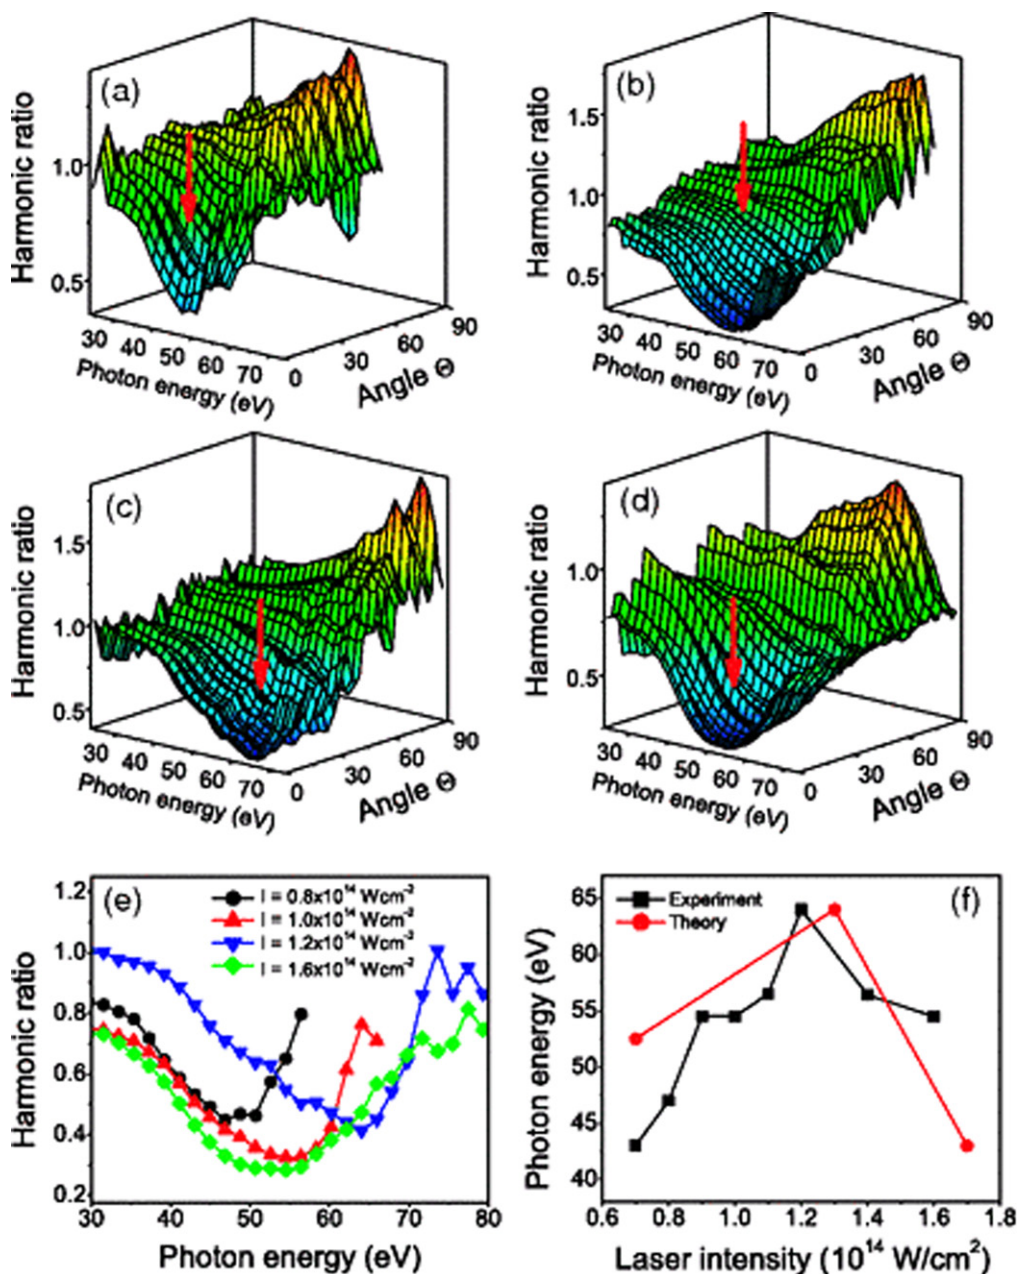 (a)
Harmonic ratio
1.0
0.5
30 40 50 60 70
Photon energy (eV)
0 30 60 90
Angle Θ
(b)
Harmonic ratio
1.5
1.0
0.5
30 40 50 60 70
Photon energy (eV)
0 30 60 90
Angle Θ
(c)
Harmonic ratio
1.5
1.0
0.5
30 40 50 60 70
Photon energy (eV)
0 30 60 90
Angle Θ
(d)
Harmonic ratio
1.0
0.5
30 40 50 60 70
Photon energy (eV)
0 30 60 90
Angle Θ
(e)
I = 0.8x10¹⁴ Wcm⁻²
I = 1.0x10¹⁴ Wcm⁻²
I = 1.2x10¹⁴ Wcm⁻²
I = 1.6x10¹⁴ Wcm⁻²
Harmonic ratio
1.2
1.0
0.8
0.6
0.4
0.2
30 40 50 60 70 80
Photon energy (eV)
(f)
Experiment
Theory
Photon energy (eV)
65
60
55
50
45
40
0.6 0.8 1.0 1.2 1.4 1.6 1.8
Laser intensity (10¹⁴ W/cm²)